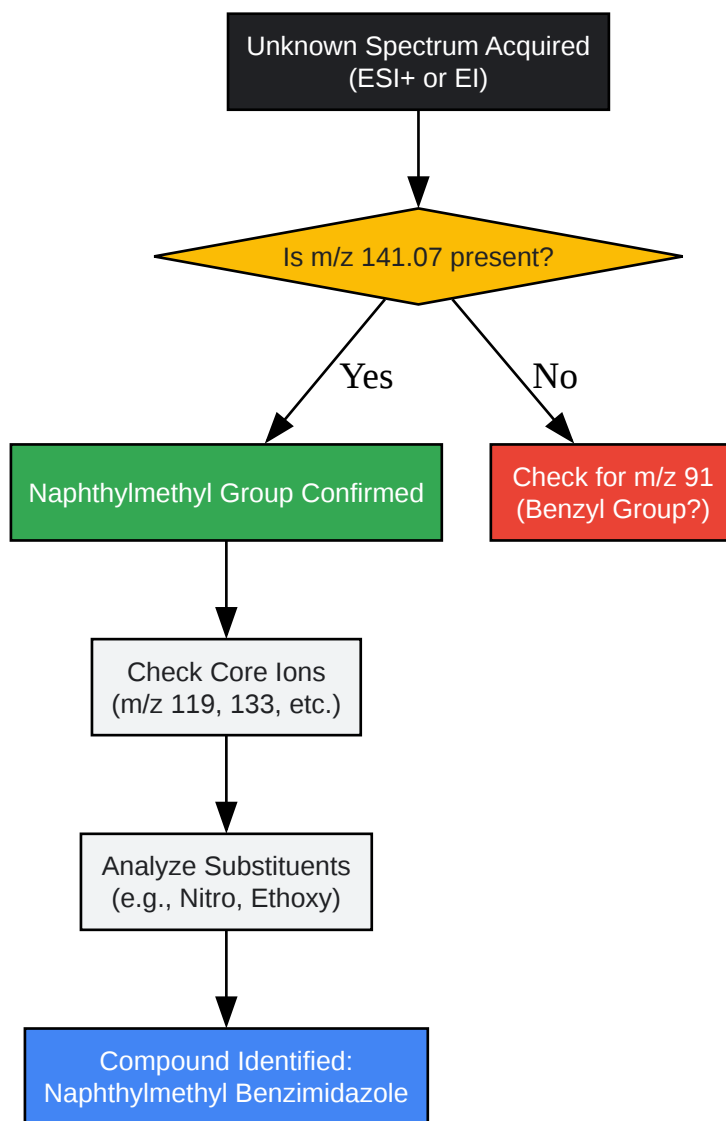 Unknown Spectrum Acquired
(ESI+ or EI)
Is m/z 141.07 present?
Yes
No
Naphthylmethyl Group Confirmed
Check for m/z 91
(Benzyl Group?)
Check Core Ions
(m/z 119, 133, etc.)
Analyze Substituents
(e.g., Nitro, Ethoxy)
Compound Identified:
Naphthylmethyl Benzimidazole